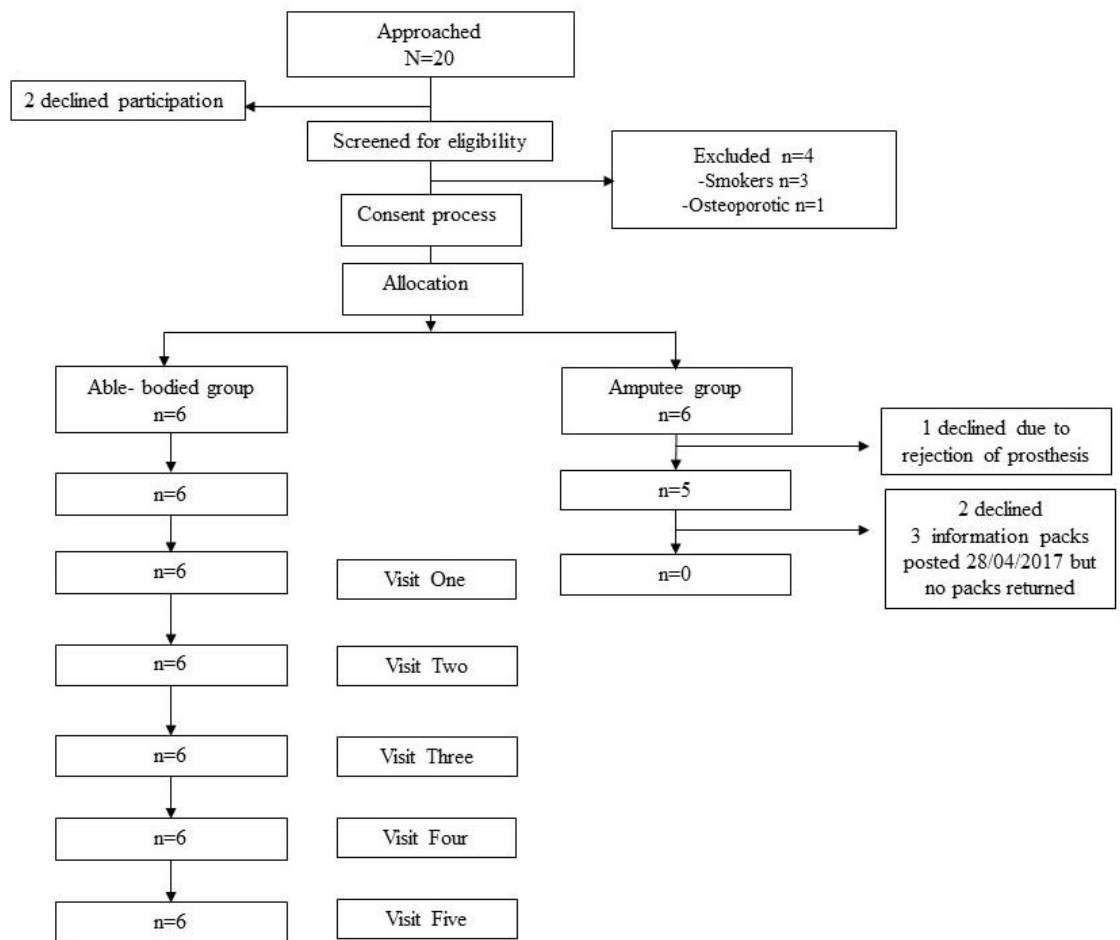 Approached
N=20
2 declined participation
Screened for eligibility
Excluded n=4
-Smokers n=3
-Osteoporotic n=1
Consent process
Allocation
Able- bodied group
n=6
Amputee group
n=6
1 declined due to
rejection of prosthesis
n=6
n=5
2 declined
3 information packs
posted 28/04/2017 but
no packs returned
n=6
Visit One
n=0
n=6
Visit Two
n=6
Visit Three
n=6
Visit Four
n=6
Visit Five